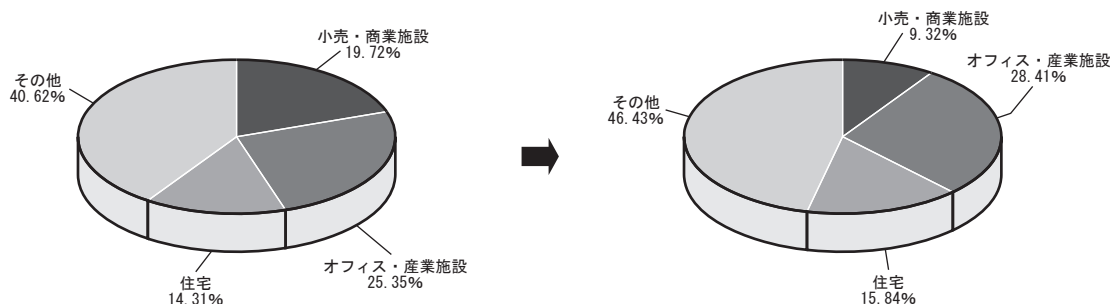 小売・商業施設
19.72%
その他
40.62%
オフィス・産業施設
25.35%
住宅
14.31%
小売・商業施設
9.32%
オフィス・産業施設
28.41%
その他
46.43%
住宅
15.84%